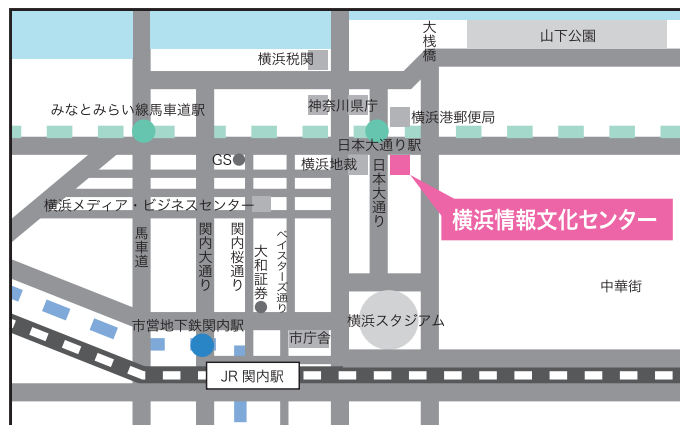 大桟橋
山下公園
横浜税関
神奈川県庁
みなとみらい線馬車道駅
横浜港郵便局
日本大通り駅
GS
横浜地裁
日本大通り
横浜メディア・ビジネスセンター
横浜情報文化センター
馬車道
関内大通り
関内桜通り
大和証券
ベイスターズ通り
中華街
市営地下鉄関内駅
横浜スタジアム
市庁舎
JR 関内駅